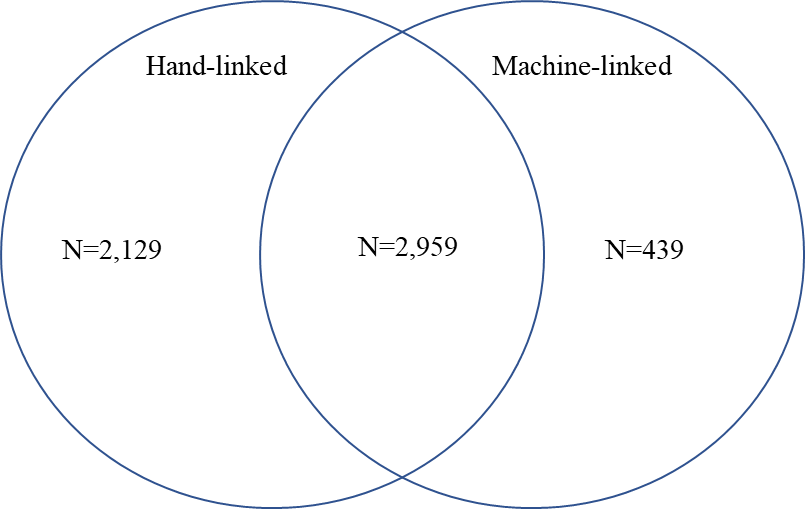 Hand-linked
Machine-linked
N=2,129
N=2,959
N=439